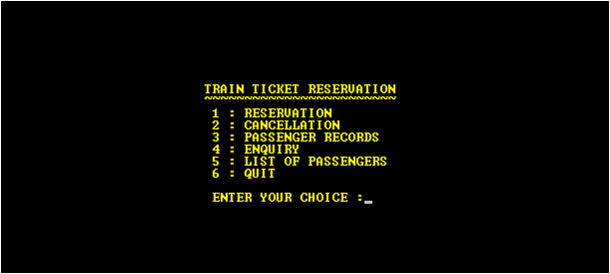 TRAIN TICKET RESERVATION
~~~~~~~~~~~~~~~~~~~~~~~~
1 : RESERVATION
2 : CANCELLATION
3 : PASSENGER RECORDS
4 : ENQUIRY
5 : LIST OF PASSENGERS
6 : QUIT
ENTER YOUR CHOICE :_